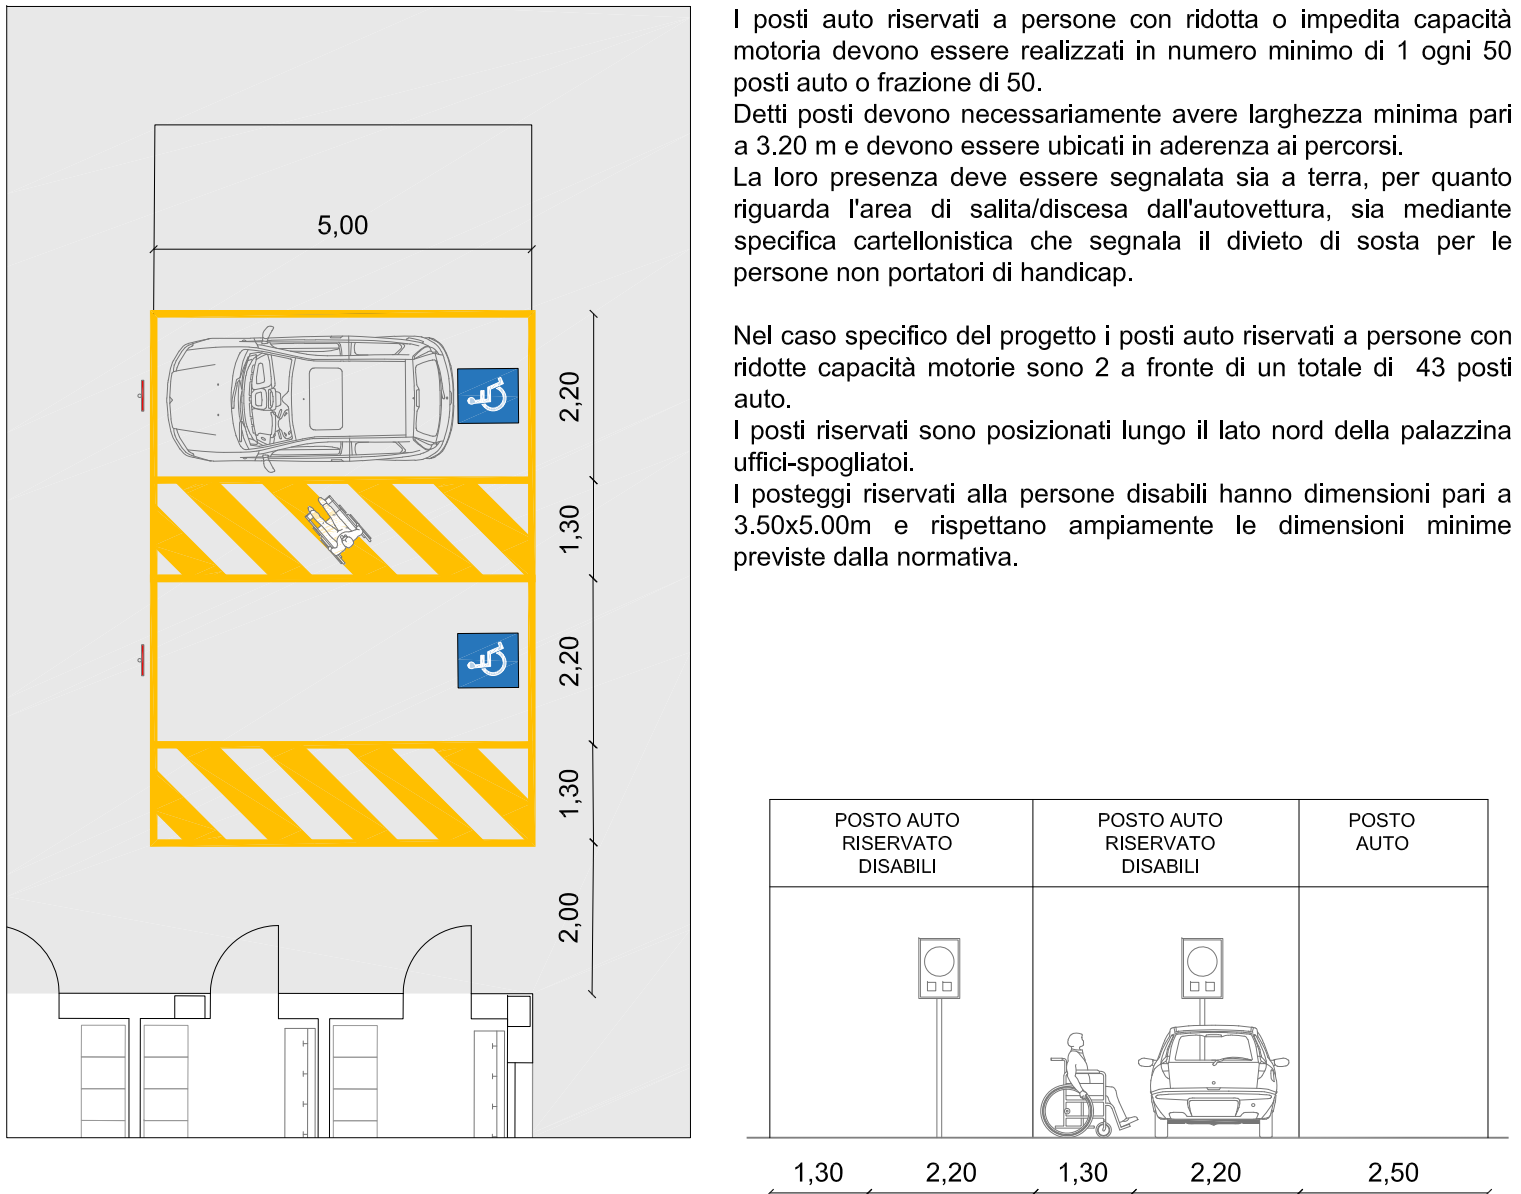 I posti auto riservati a persone con ridotta o impedita capacità
motoria devono essere realizzati in numero minimo di 1 ogni 50
posti auto o frazione di 50.
Detti posti devono necessariamente avere larghezza minima pari
a 3.20 m e devono essere ubicati in aderenza ai percorsi.
La loro presenza deve essere segnalata sia a terra, per quanto
riguarda l'area di salita/discesa dall'autovettura, sia mediante
specifica cartellonistica che segnala il divieto di sosta per le
persone non portatori di handicap.
Nel caso specifico del progetto i posti auto riservati a persone con
ridotte capacità motorie sono 2 a fronte di un totale di 43 posti
auto.
I posti riservati sono posizionati lungo il lato nord della palazzina
uffici-spogliatoi.
I posteggi riservati alla persone disabili hanno dimensioni pari a
3.50x5.00m e rispettano ampiamente le dimensioni minime
previste dalla normativa.
5,00
2,20
1,30
2,20
1,30
2,00
POSTO AUTO
RISERVATO
DISABILI
POSTO AUTO
RISERVATO
DISABILI
POSTO
AUTO
1,30
2,20
1,30
2,20
2,50